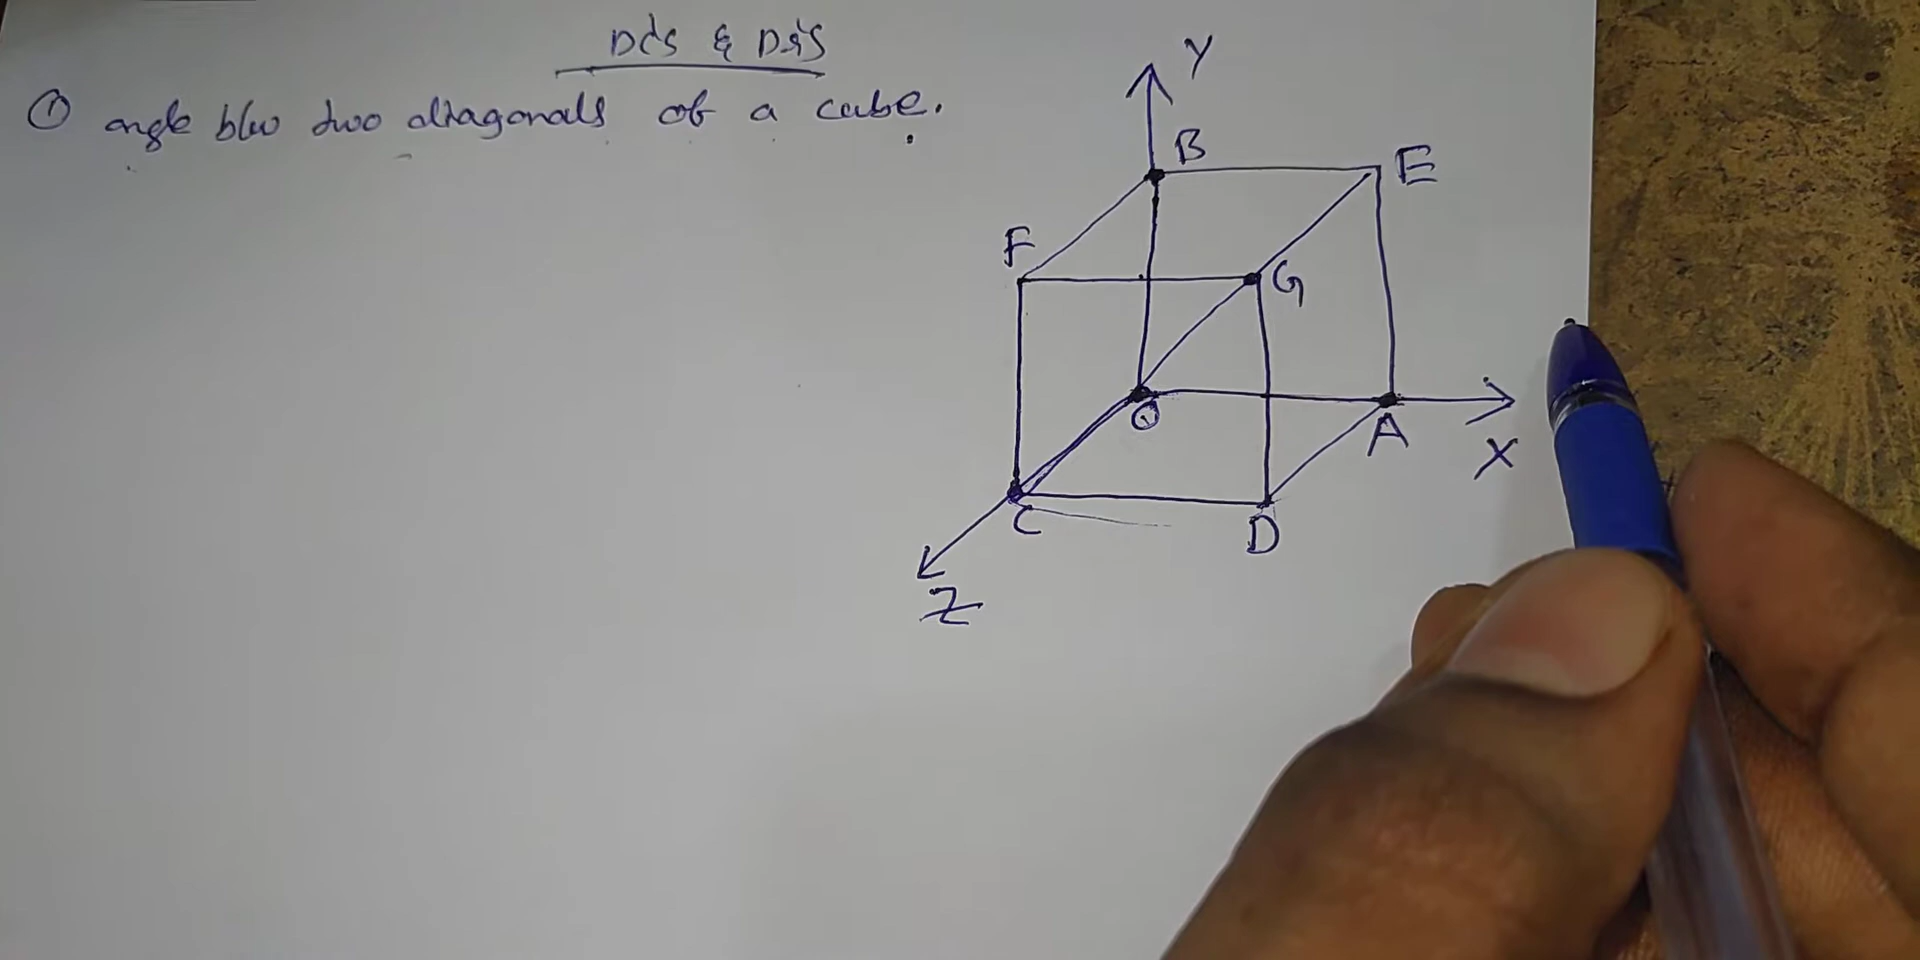 Dc's & Dr's
① angle b/w two diagonals of a cube.
Y
B
E
F
G
O
A
X
C
D
Z